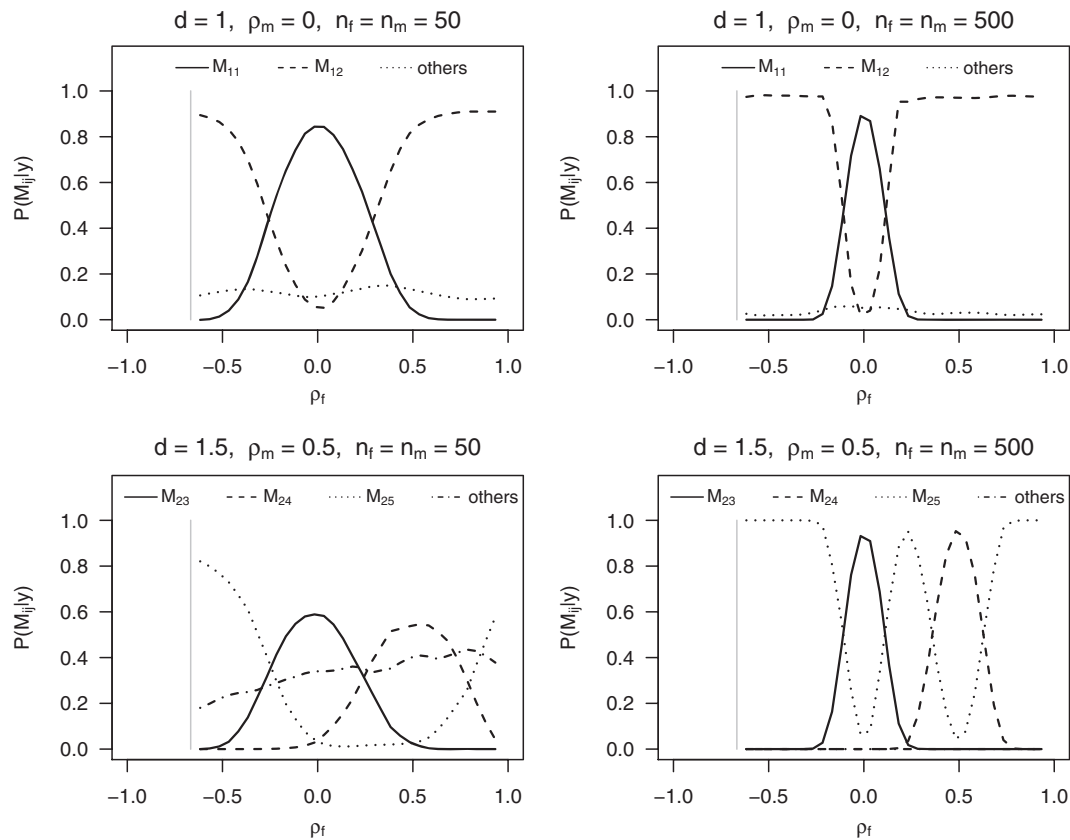 d = 1, ρm = 0, nf = nm = 50
M11 M12 others
1.0
0.8
0.6
0.4
0.2
0.0
P(Mij|y)
−1.0 −0.5 0.0 0.5 1.0
ρf
d = 1, ρm = 0, nf = nm = 500
M11 M12 others
1.0
0.8
0.6
0.4
0.2
0.0
P(Mij|y)
−1.0 −0.5 0.0 0.5 1.0
ρf
d = 1.5, ρm = 0.5, nf = nm = 50
M23 M24 M25 others
1.0
0.8
0.6
0.4
0.2
0.0
P(Mij|y)
−1.0 −0.5 0.0 0.5 1.0
ρf
d = 1.5, ρm = 0.5, nf = nm = 500
M23 M24 M25 others
1.0
0.8
0.6
0.4
0.2
0.0
P(Mij|y)
−1.0 −0.5 0.0 0.5 1.0
ρf